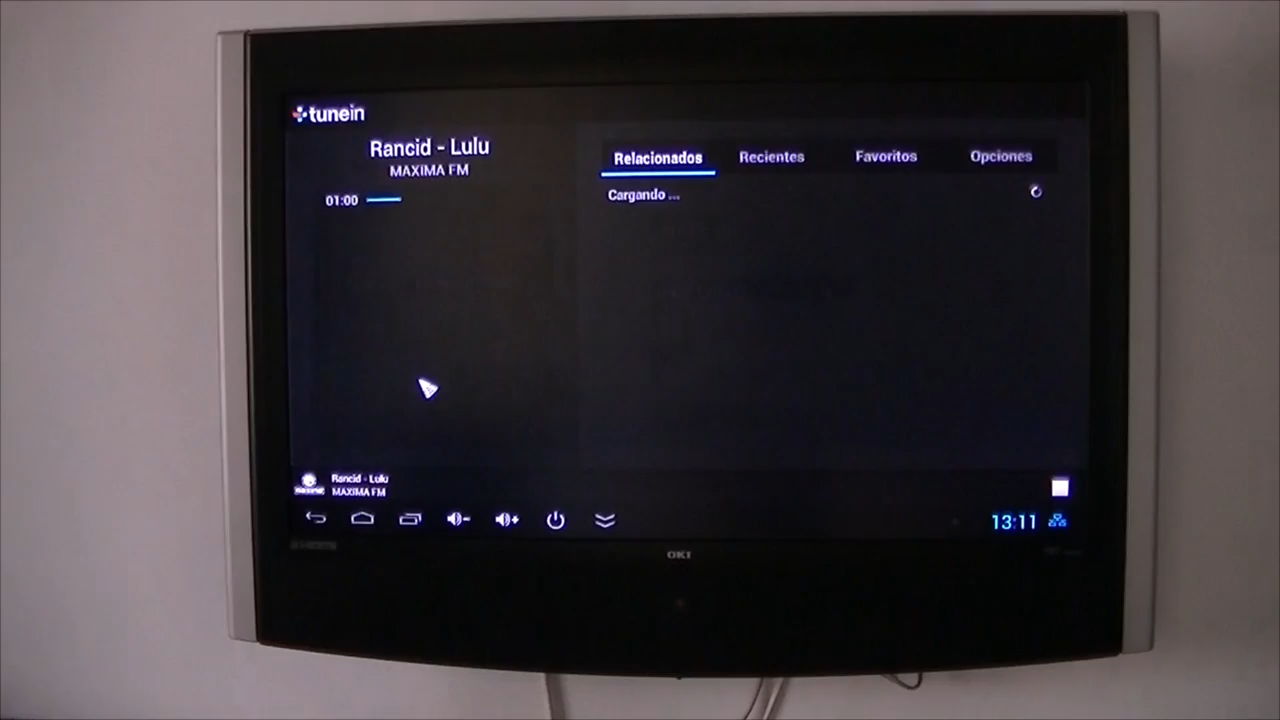 tunein
Rancid - Lulu
MAXIMA FM
01:00
Relacionados
Recientes
Favoritos
Opciones
Cargando ...
Rancid - Lulu
MAXIMA FM
13:11
OKI